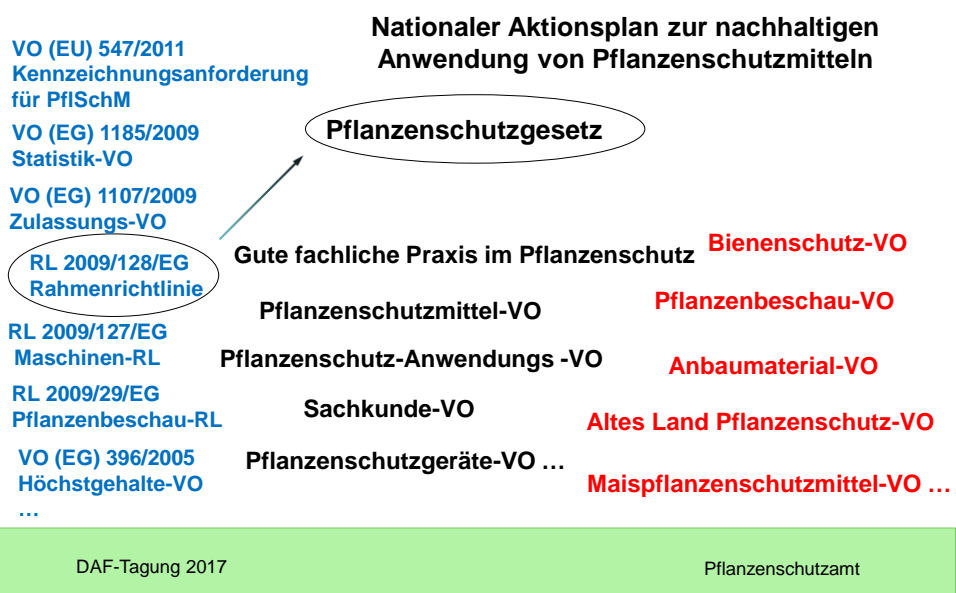 Nationaler Aktionsplan zur nachhaltigen
Anwendung von Pflanzenschutzmitteln
VO (EU) 547/2011
Kennzeichnungsanforderung
für PflSchM
VO (EG) 1185/2009
Statistik-VO
VO (EG) 1107/2009
Zulassungs-VO
RL 2009/128/EG
Rahmenrichtlinie
RL 2009/127/EG
Maschinen-RL
RL 2009/29/EG
Pflanzenbeschau-RL
VO (EG) 396/2005
Höchstgehalte-VO
…
Pflanzenschutzgesetz
Gute fachliche Praxis im Pflanzenschutz
Pflanzenschutzmittel-VO
Pflanzenschutz-Anwendungs -VO
Sachkunde-VO
Pflanzenschutzgeräte-VO …
Bienenschutz-VO
Pflanzenbeschau-VO
Anbaumaterial-VO
Altes Land Pflanzenschutz-VO
Maispflanzenschutzmittel-VO …
DAF-Tagung 2017
Pflanzenschutzamt